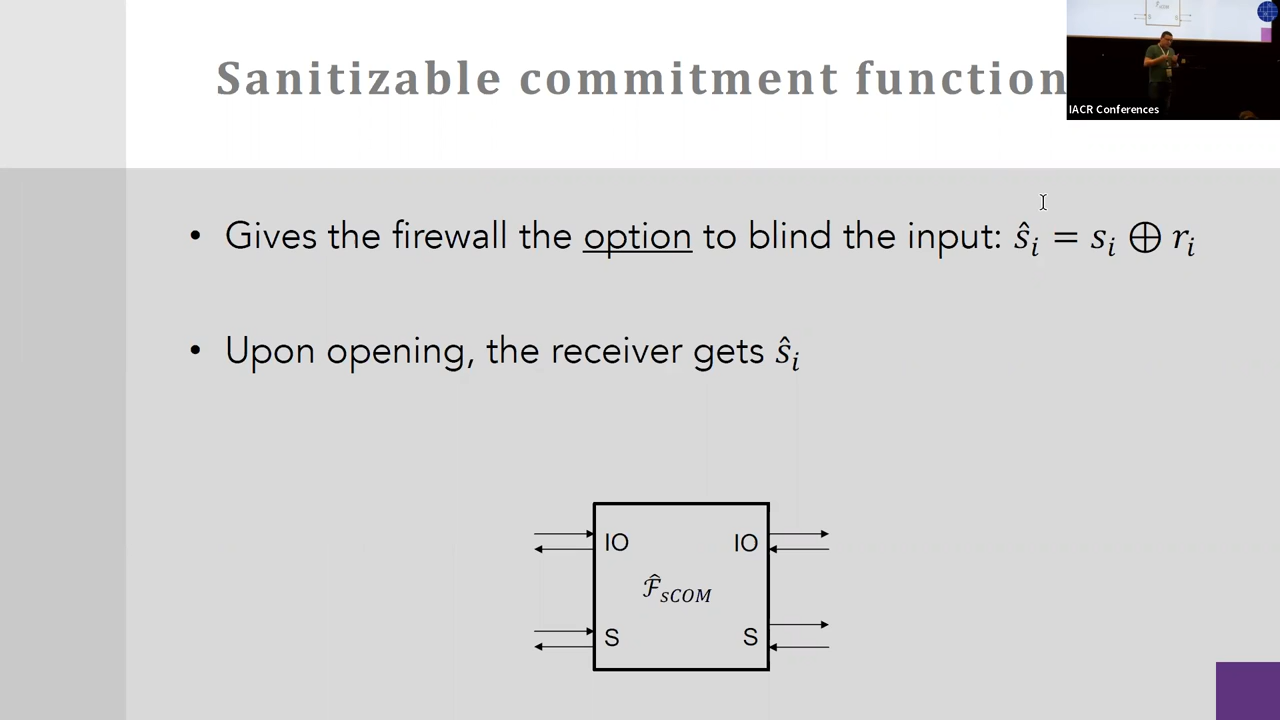 Sanitizable commitment function
IACR Conferences
• Gives the firewall the option to blind the input: ŝᵢ = sᵢ ⊕ rᵢ
• Upon opening, the receiver gets ŝᵢ
IO IO
ℱ̂sCOM
S S